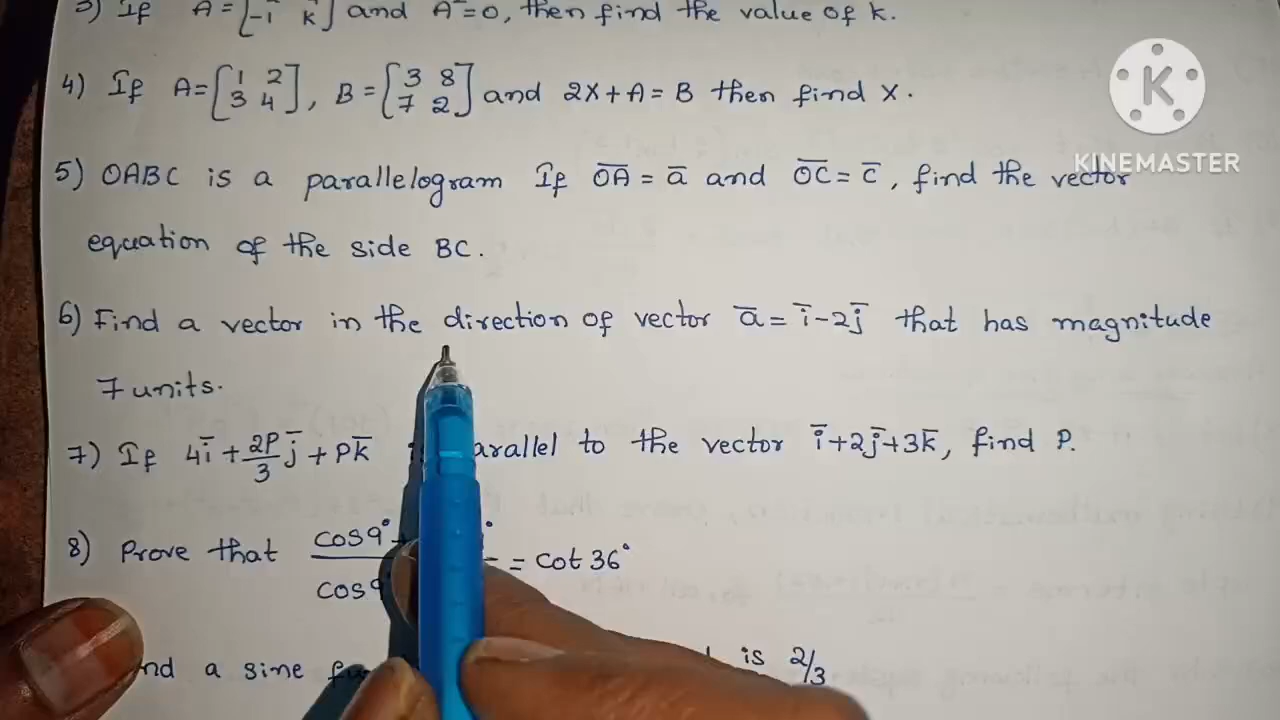 3) If A = [-1 k] and A² = 0, then find the value of k.
4) If A = [1 2 3 4], B = [3 8 7 2] and 2X + A = B then find X.
K
KINEMASTER
5) OABC is a parallelogram If O̅A̅ = a̅ and O̅C̅ = c̅, find the vector
equation of the side BC.
6) Find a vector in the direction of vector a̅ = i̅ - 2j̅ that has magnitude
7 units.
7) If 4i̅ + 2P/3 j̅ + Pk̅ parallel to the vector i̅ + 2j̅ + 3k̅, find P.
8) Prove that cos9° / cos9° = cot 36°
a sine is 2/3